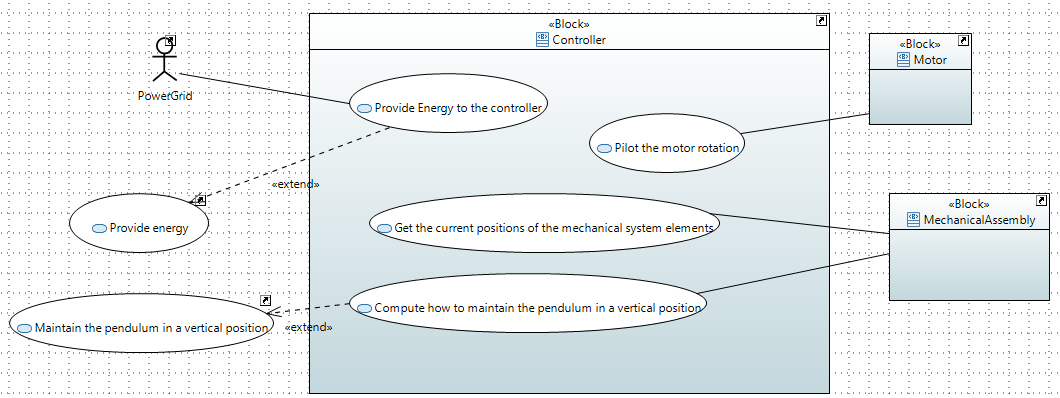 «Block»
Controller
PowerGrid
«Block»
Motor
Provide Energy to the controller
Pilot the motor rotation
«extend»
Provide energy
Get the current positions of the mechanical system elements
«Block»
MechanicalAssembly
Compute how to maintain the pendulum in a vertical position
Maintain the pendulum in a vertical position
«extend»